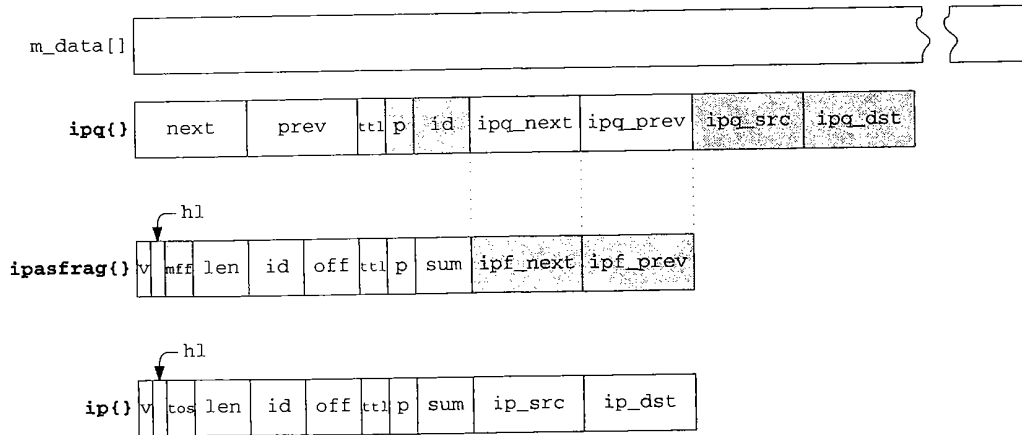 m_data[]
ipq{} next prev ttl p id ipq_next ipq_prev ipq_src ipq_dst
hl
ipasfrag{} v mff len id off ttl p sum ipf_next ipf_prev
hl
ip{} v tos len id off ttl p sum ip_src ip_dst